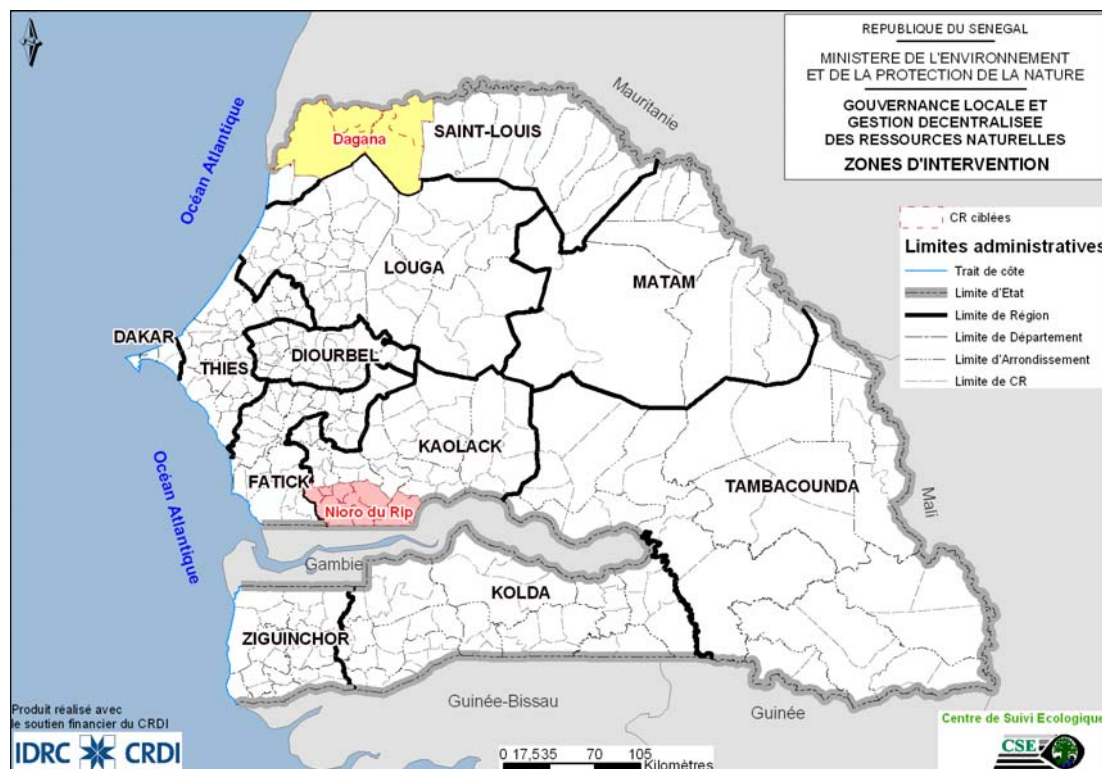 REPUBLIQUE DU SENEGAL
MINISTERE DE L'ENVIRONNEMENT
ET DE LA PROTECTION DE LA NATURE
GOUVERNANCE LOCALE ET
GESTION DECENTRALISEE
DES RESSOURCES NATURELLES
ZONES D'INTERVENTION
CR ciblées
Limites administratives
Trait de côte
Limite d'Etat
Limite de Région
Limite de Département
Limite d'Arrondissement
Limite de CR
Mauritanie
SAINT-LOUIS
Dagana
Océan Atlantique
LOUGA
MATAM
DAKAR
THIES
DIOURBEL
KAOLACK
FATICK
TAMBACOUNDA
Nioro du Rip
Océan Atlantique
Mali
Gambie
KOLDA
ZIGUINCHOR
Guinée-Bissau
Guinée
Produit réalisé avec
le soutien financier du CRDI
IDRC CRDI
0 17,535 70 105
Kilomètres
Centre de Suivi Ecologique
CSE